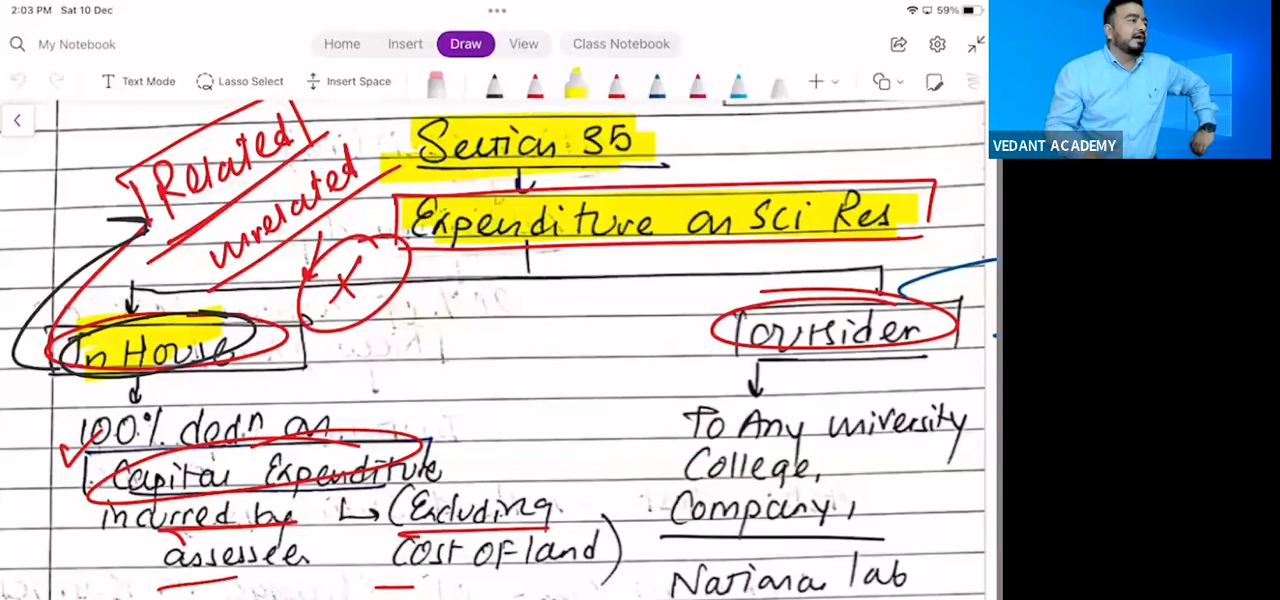 2:03 PM Sat 10 Dec
59%
My Notebook
Home Insert Draw View Class Notebook
Text Mode Lasso Select Insert Space
VEDANT ACADEMY
Section 35
Related
unrelated
Expenditure on Sci Res
X
In House
outsider
100% dedn on
Capital Expenditure
incurred by (Excluding
assessee cost of land)
To Any university
College,
Company,
National lab